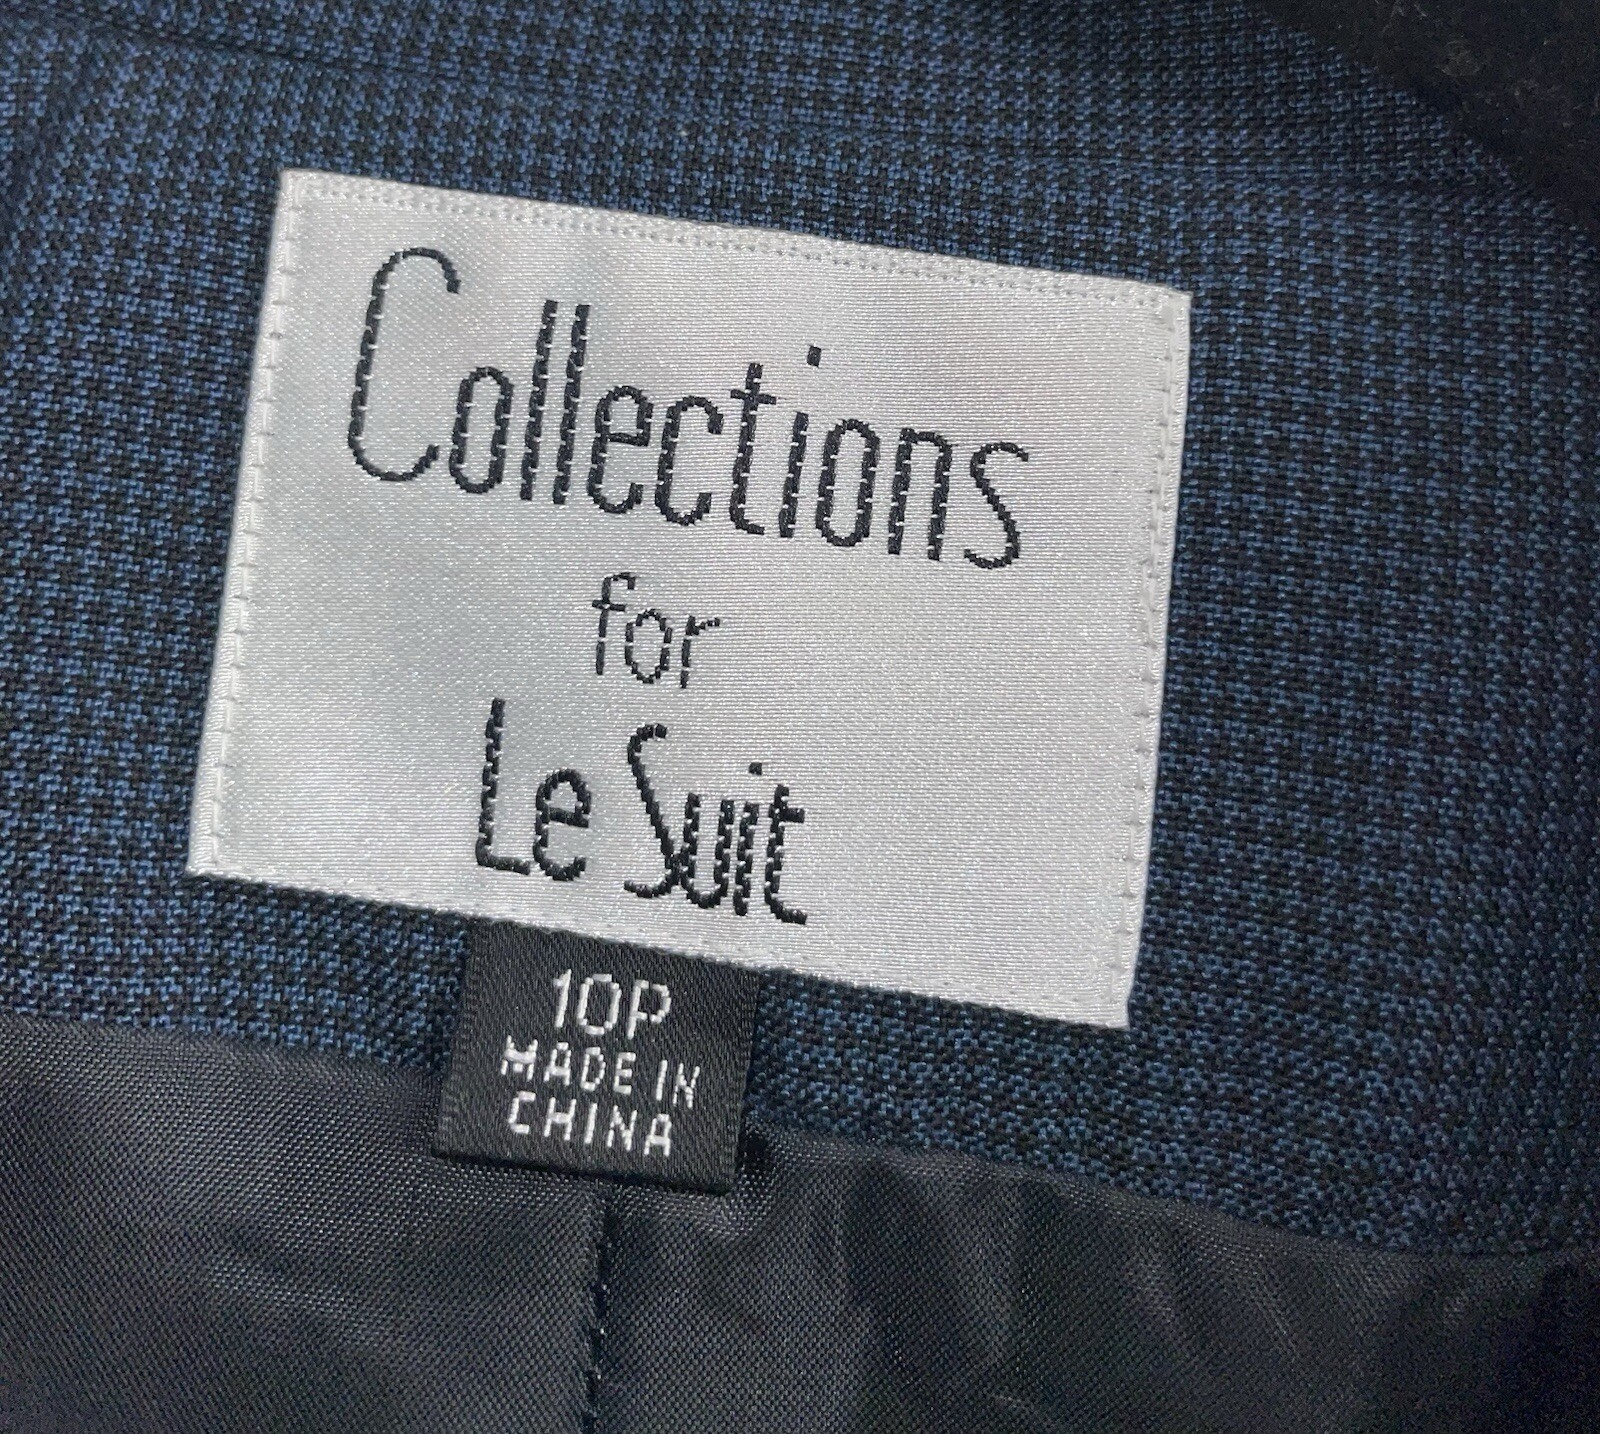 Collections
for
Le Suit
10P
MADE IN
CHINA